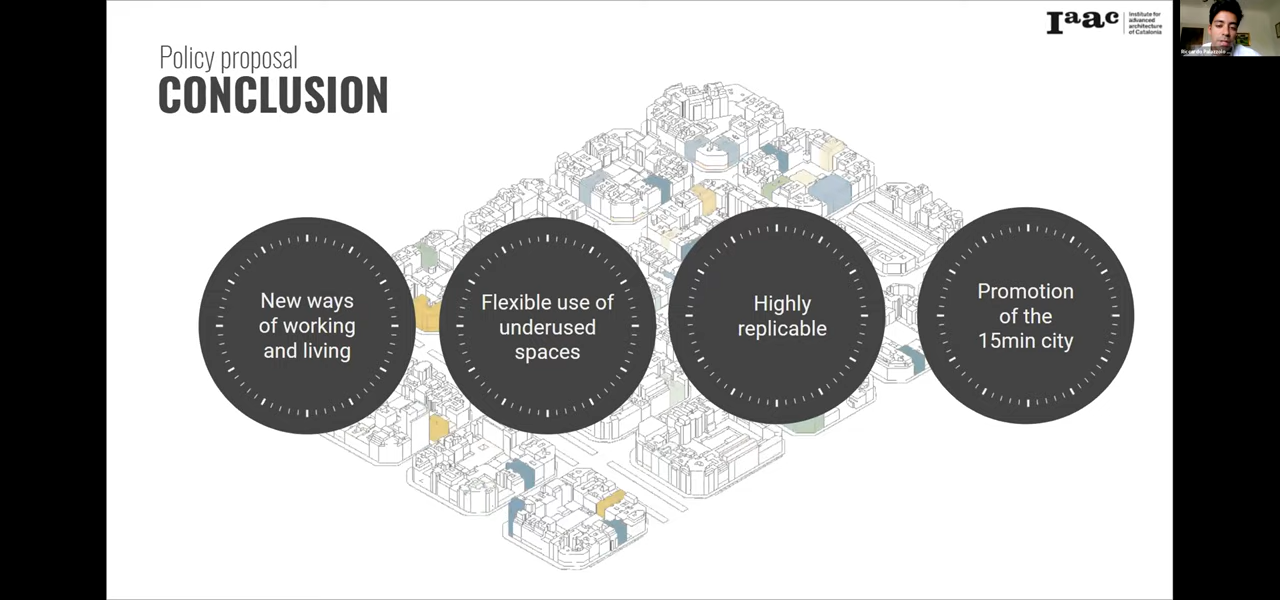 Iaac
Institute for
advanced
architecture
of Catalonia
Policy proposal
CONCLUSION
New ways
of working
and living
Flexible use of
underused
spaces
Highly
replicable
Promotion
of the
15min city